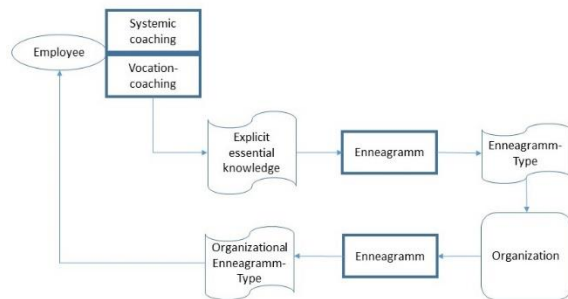 Systemic
coaching
Employee
Vocation-
coaching
Explicit
essential
knowledge
Enneagramm
Enneagramm-
Type
Organizational
Enneagramm-
Type
Enneagramm
Organization